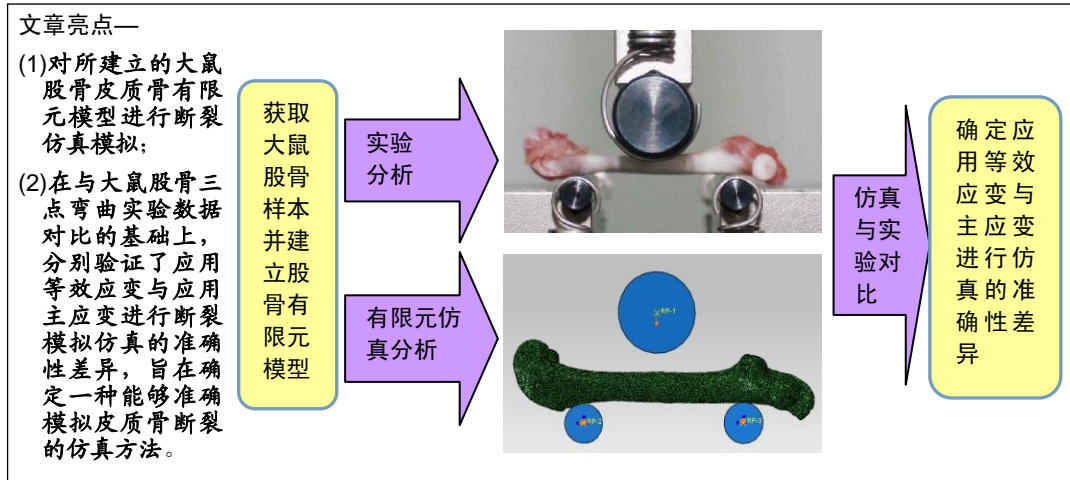 文章亮点—
(1)对所建立的大鼠
股骨皮质骨有限
元模型进行断裂
仿真模拟;
(2)在与大鼠股骨三
点弯曲实验数据
对比的基础上,
分别验证了应用
等效应变与应用
主应变进行断裂
模拟仿真的准确
性差异,旨在确
定一种能够准确
模拟皮质骨断裂
的仿真方法。
获取
大鼠
股骨
样本
并建
立股
骨有
限元
模型
实验
分析
有限元仿
真分析
RP-1
RP-2
RP-3
仿真
与实
验对
比
确定应
用等效
应变与
主应变
进行仿
真的准
确性差
异